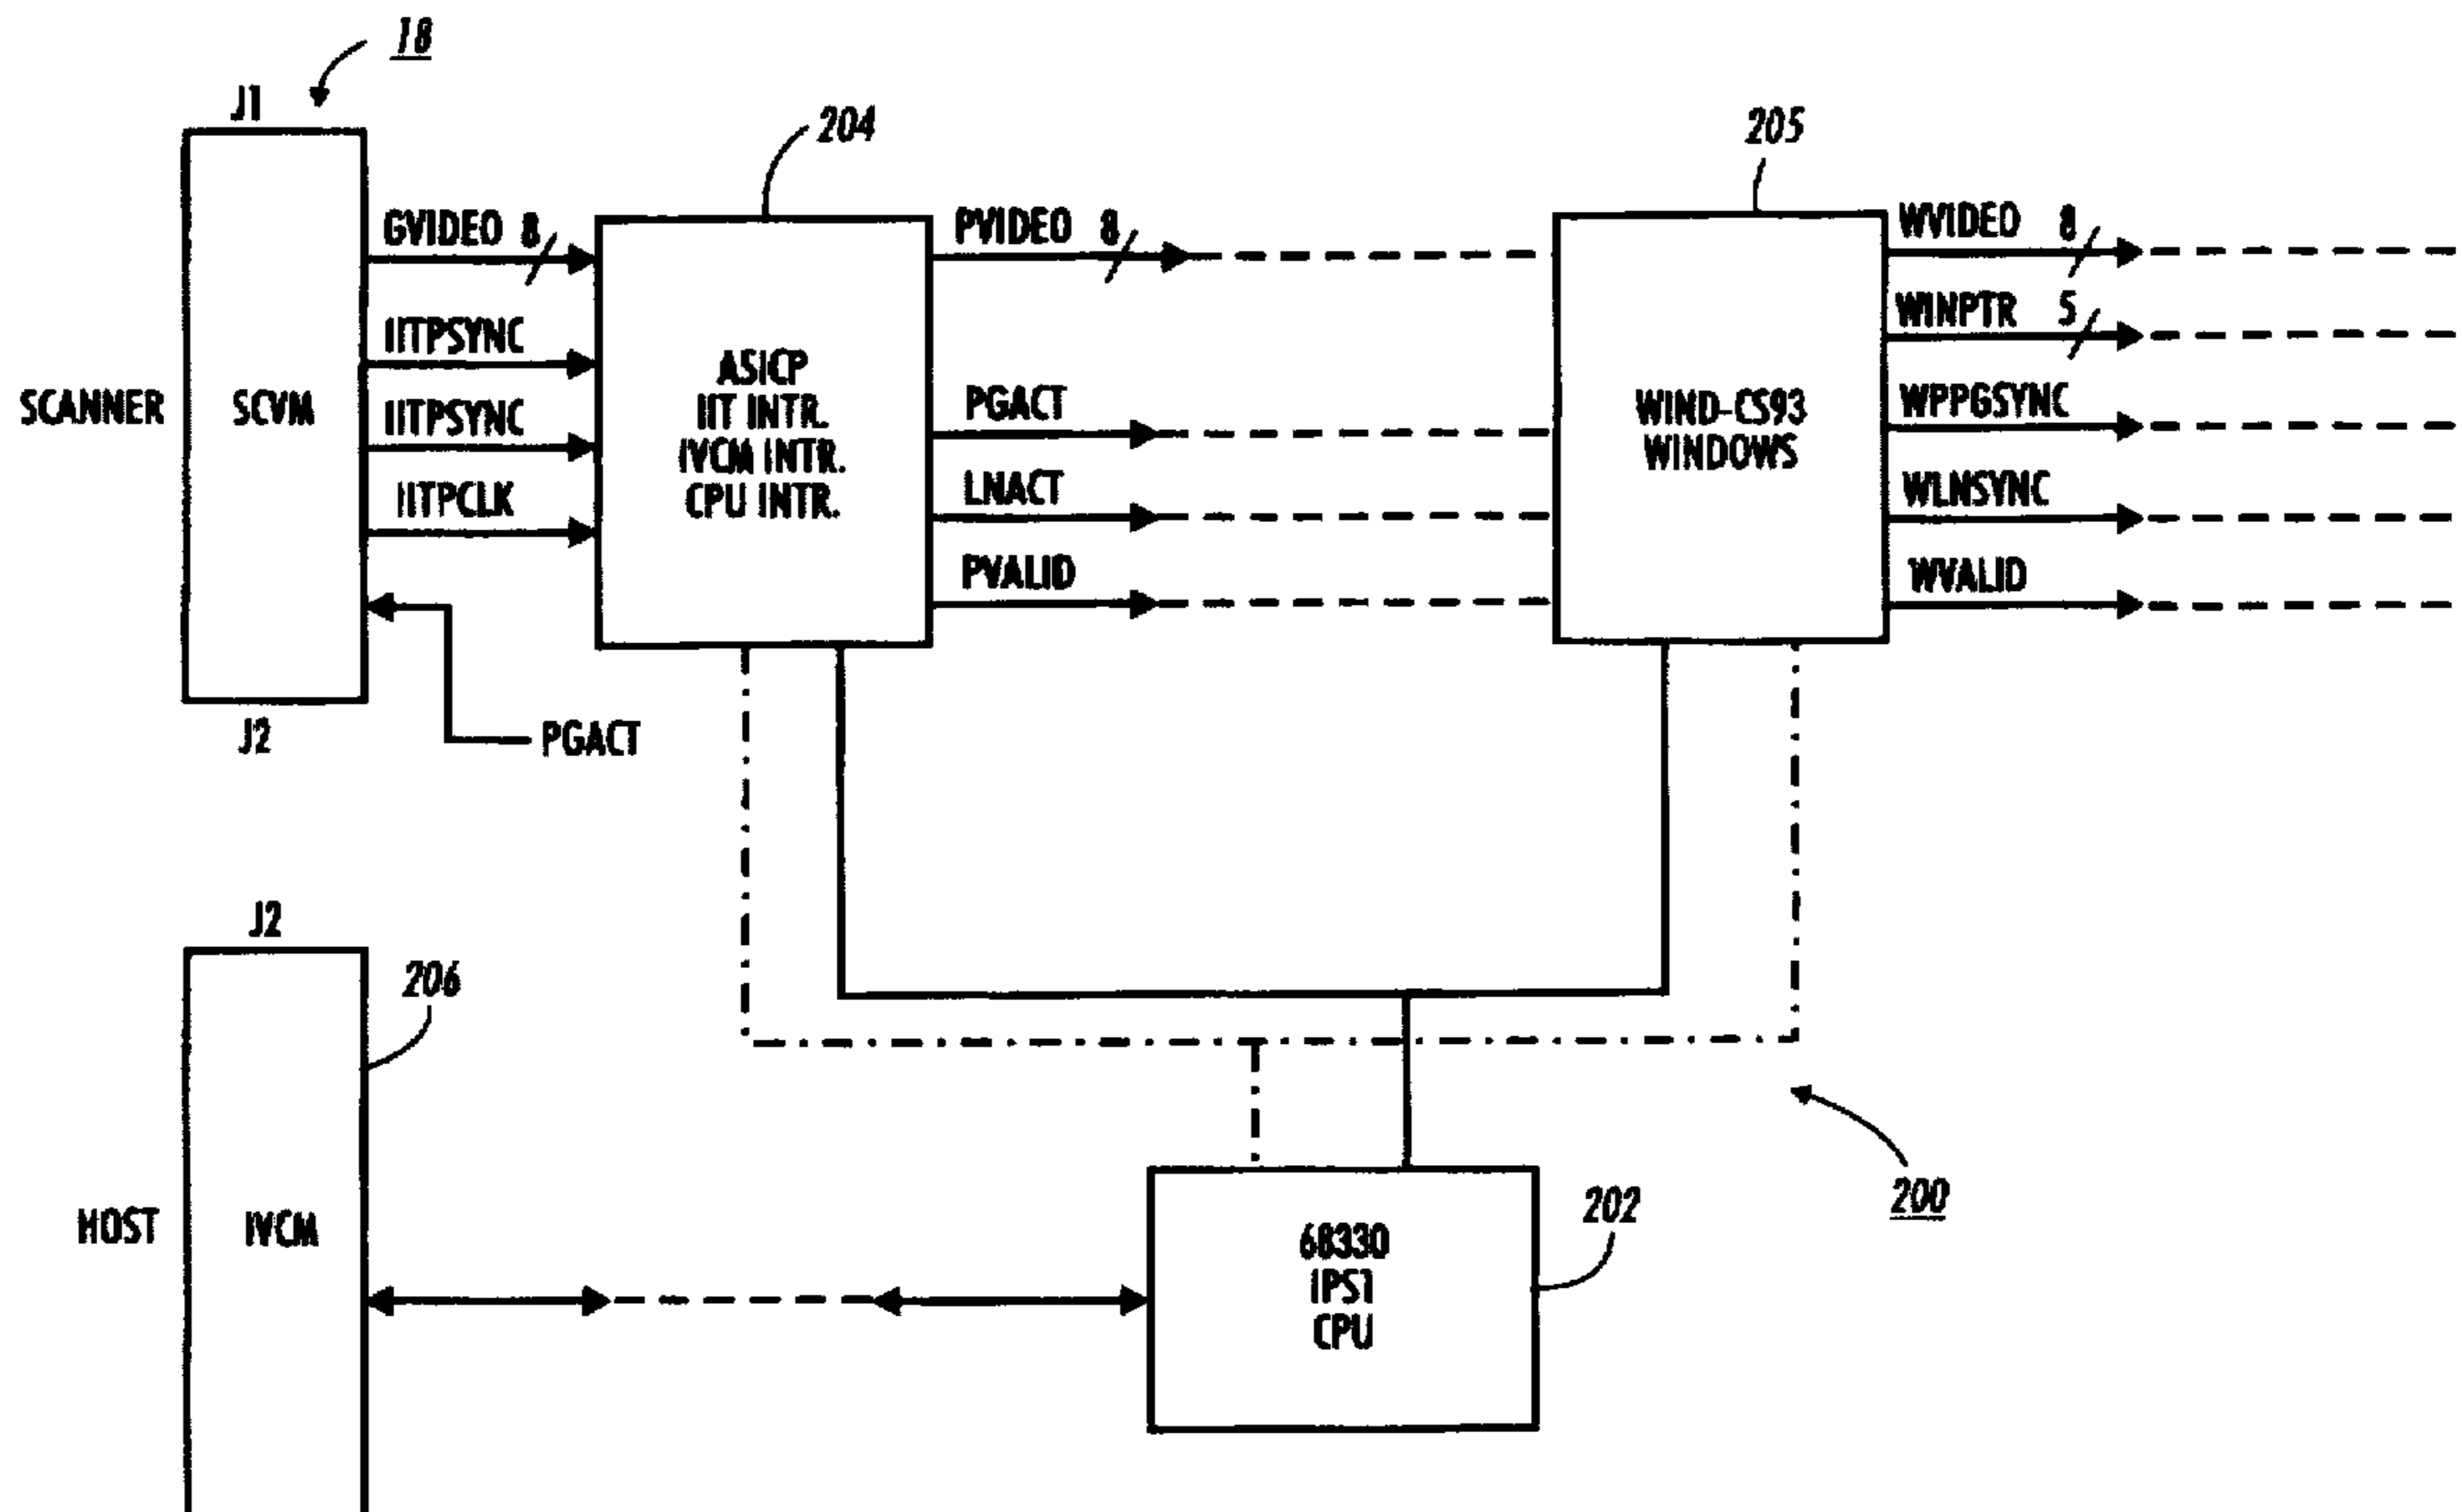 18
J1
204
205
GVIDEO 8
PVIDEO 8
WVIDEO 8
IITPSYNC
WINPTR 5
SCANNER
SCVM
IITPSYNC
IITPCLK
ASICP
IIT INTR.
IVCM INTR.
CPU INTR.
PGACT
LNACT
PVALID
WIND-CS93
WINDOWS
WPPGSYNC
WLNSYNC
WVALID
J2
PGACT
J2
206
HOST
IVCM
68330
IPS1
CPU
202
200